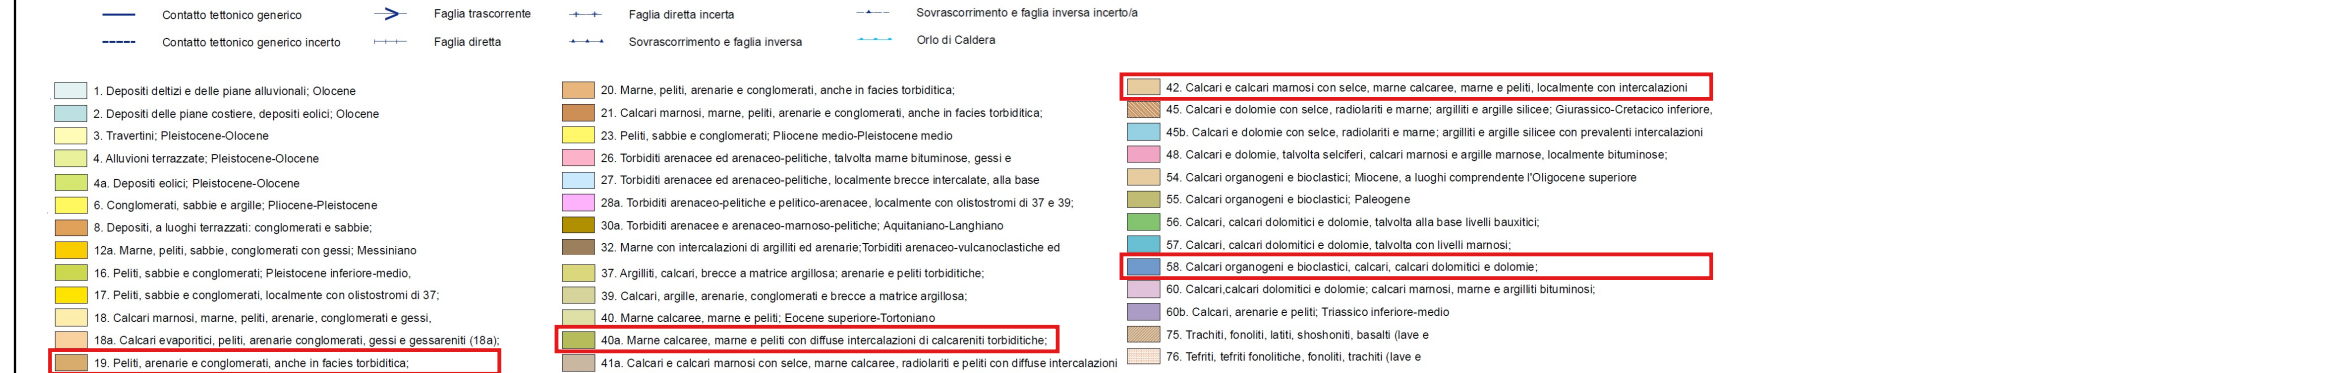 Contatto tettonico generico
Faglia trascorrente
Faglia diretta incerta
Sovrascorrimento e faglia inversa incerto/a
Contatto tettonico generico incerto
Faglia diretta
Sovrascorrimento e faglia inversa
Orlo di Caldera
1. Depositi deltizi e delle piane alluvionali; Olocene
2. Depositi delle piane costiere, depositi eolici; Olocene
3. Travertini; Pleistocene-Olocene
4. Alluvioni terrazzate; Pleistocene-Olocene
4a. Depositi eolici; Pleistocene-Olocene
6. Conglomerati, sabbie e argille; Pliocene-Pleistocene
8. Depositi, a luoghi terrazzati: conglomerati e sabbie;
12a. Marne, peliti, sabbie, conglomerati con gessi; Messiniano
16. Peliti, sabbie e conglomerati; Pleistocene inferiore-medio,
17. Peliti, sabbie e conglomerati, localmente con olistostromi di 37;
18. Calcari marnosi, marne, peliti, arenarie, conglomerati e gessi,
18a. Calcari evaporitici, peliti, arenarie conglomerati, gessi e gessareniti (18a);
19. Peliti, arenarie e conglomerati, anche in facies torbiditica;
20. Marne, peliti, arenarie e conglomerati, anche in facies torbiditica;
21. Calcari marnosi, marne, peliti, arenarie e conglomerati, anche in facies torbiditica;
23. Peliti, sabbie e conglomerati; Pliocene medio-Pleistocene medio
26. Torbiditi arenacee ed arenaceo-pelitiche, talvolta marne bituminose, gessi e
27. Torbiditi arenacee ed arenaceo-pelitiche, localmente brecce intercalate, alla base
28a. Torbiditi arenaceo-pelitiche e pelitico-arenacee, localmente con olistostromi di 37 e 39;
30a. Torbiditi arenacee e arenaceo-marnoso-pelitiche; Aquitaniano-Langhiano
32. Marne con intercalazioni di argilliti ed arenarie;Torbiditi arenaceo-vulcanoclastiche ed
37. Argilliti, calcari, brecce a matrice argillosa; arenarie e peliti torbiditiche;
39. Calcari, argille, arenarie, conglomerati e brecce a matrice argillosa;
40. Marne calcaree, marne e peliti; Eocene superiore-Tortoniano
40a. Marne calcaree, marne e peliti con diffuse intercalazioni di calcareniti torbiditiche;
41a. Calcari e calcari marnosi con selce, marne calcaree, radiolariti e peliti con diffuse intercalazioni
42. Calcari e calcari marnosi con selce, marne calcaree, marne e peliti, localmente con intercalazioni
45. Calcari e dolomie con selce, radiolariti e marne; argilliti e argille silicee; Giurassico-Cretacico inferiore,
45b. Calcari e dolomie con selce, radiolariti e marne; argilliti e argille silicee con prevalenti intercalazioni
48. Calcari e dolomie, talvolta selciferi, calcari marnosi e argille marnose, localmente bituminose;
54. Calcari organogeni e bioclastici; Miocene, a luoghi comprendente l'Oligocene superiore
55. Calcari organogeni e bioclastici; Paleogene
56. Calcari, calcari dolomitici e dolomie, talvolta alla base livelli bauxitici;
57. Calcari, calcari dolomitici e dolomie, talvolta con livelli marnosi;
58. Calcari organogeni e bioclastici, calcari, calcari dolomitici e dolomie;
60. Calcari,calcari dolomitici e dolomie; calcari marnosi, marne e argilliti bituminosi;
60b. Calcari, arenarie e peliti; Triassico inferiore-medio
75. Trachiti, fonoliti, latiti, shoshoniti, basalti (lave e
76. Tefriti, tefriti fonolitiche, fonoliti, trachiti (lave e